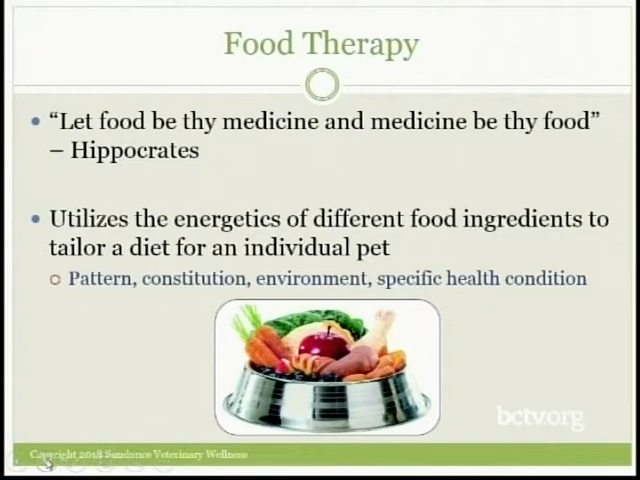 Food Therapy
“Let food be thy medicine and medicine be thy food”
– Hippocrates
Utilizes the energetics of different food ingredients to
tailor a diet for an individual pet
Pattern, constitution, environment, specific health condition
bctv.org
Copyright 2018 Sundance Veterinary Wellness